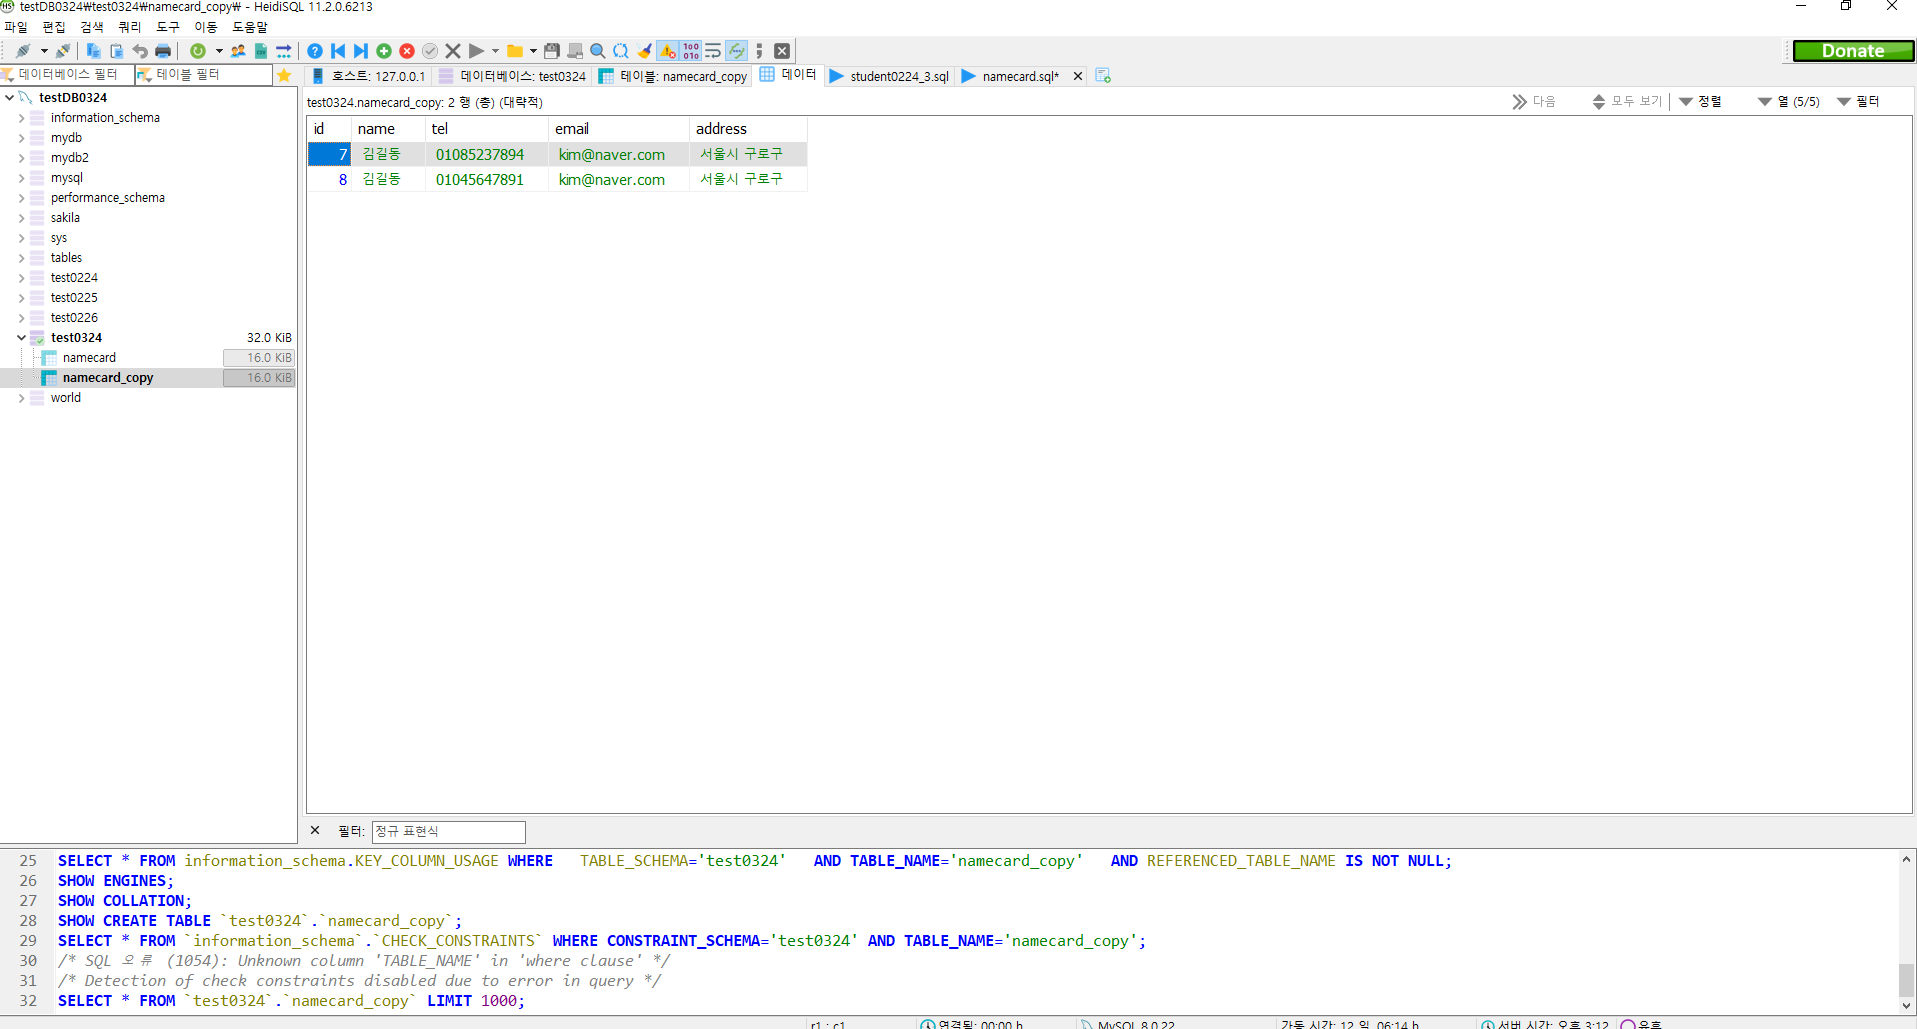 testDB0324₩test0324₩namecard_copy₩ - HeidiSQL 11.2.0.6213
파일 편집 검색 쿼리 도구 이동 도움말
Donate
데이터베이스 필터 테이블 필터 호스트: 127.0.0.1 데이터베이스: test0324 테이블: namecard_copy 데이터 student0224_3.sql namecard.sql*
testDB0324
information_schema
mydb
mydb2
mysql
performance_schema
sakila
sys
tables
test0224
test0225
test0226
test0324 32.0 KiB
namecard 16.0 KiB
namecard_copy 16.0 KiB
world
test0324.namecard_copy: 2 행 (총) (대략적) 다음 모두 보기 정렬 열 (5/5) 필터
id name tel email address
7 김길동 01085237894 kim@naver.com 서울시 구로구
8 김길동 01045647891 kim@naver.com 서울시 구로구
필터: 정규 표현식
25 SELECT * FROM information_schema.KEY_COLUMN_USAGE WHERE TABLE_SCHEMA='test0324' AND TABLE_NAME='namecard_copy' AND REFERENCED_TABLE_NAME IS NOT NULL;
26 SHOW ENGINES;
27 SHOW COLLATION;
28 SHOW CREATE TABLE `test0324`.`namecard_copy`;
29 SELECT * FROM `information_schema`.`CHECK_CONSTRAINTS` WHERE CONSTRAINT_SCHEMA='test0324' AND TABLE_NAME='namecard_copy';
30 /* SQL 오류 (1054): Unknown column 'TABLE_NAME' in 'where clause' */
31 /* Detection of check constraints disabled due to error in query */
32 SELECT * FROM `test0324`.`namecard_copy` LIMIT 1000;
r1 : c1 연결됨: 00:00 h MySQL 8.0.22 가동 시간: 12 일, 06:14 h 서버 시간: 오후 3:12 유휴